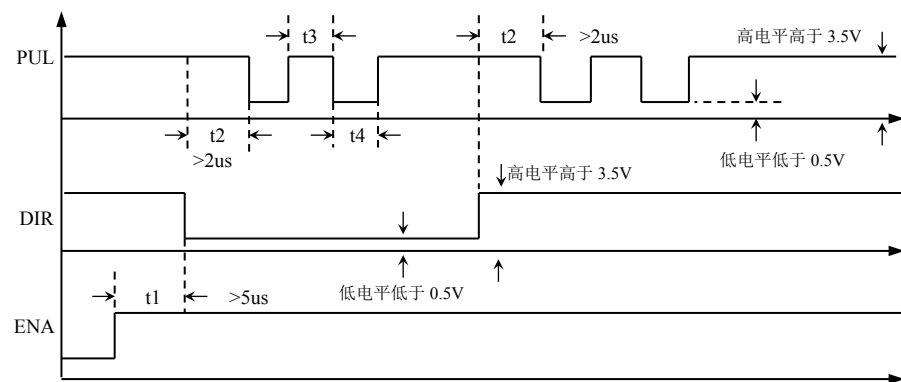 t3
t2
>2us
高电平高于 3.5V
PUL
t2
t4
>2us
低电平低于 0.5V
高电平高于 3.5V
DIR
t1
>5us
低电平低于 0.5V
ENA